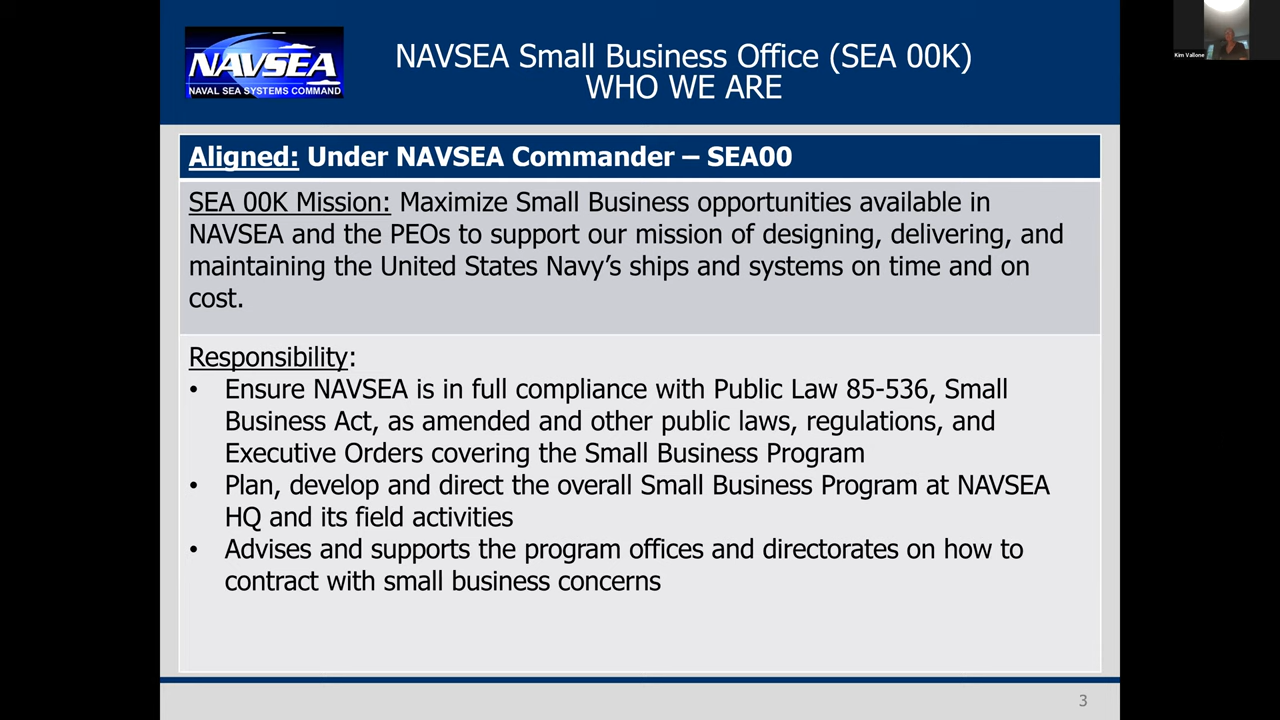 NAVSEA
NAVAL SEA SYSTEMS COMMAND
NAVSEA Small Business Office (SEA 00K)
WHO WE ARE
Kim Vallone
Aligned: Under NAVSEA Commander – SEA00
SEA 00K Mission: Maximize Small Business opportunities available in
NAVSEA and the PEOs to support our mission of designing, delivering, and
maintaining the United States Navy’s ships and systems on time and on
cost.
Responsibility:
• Ensure NAVSEA is in full compliance with Public Law 85-536, Small
Business Act, as amended and other public laws, regulations, and
Executive Orders covering the Small Business Program
• Plan, develop and direct the overall Small Business Program at NAVSEA
HQ and its field activities
• Advises and supports the program offices and directorates on how to
contract with small business concerns
3